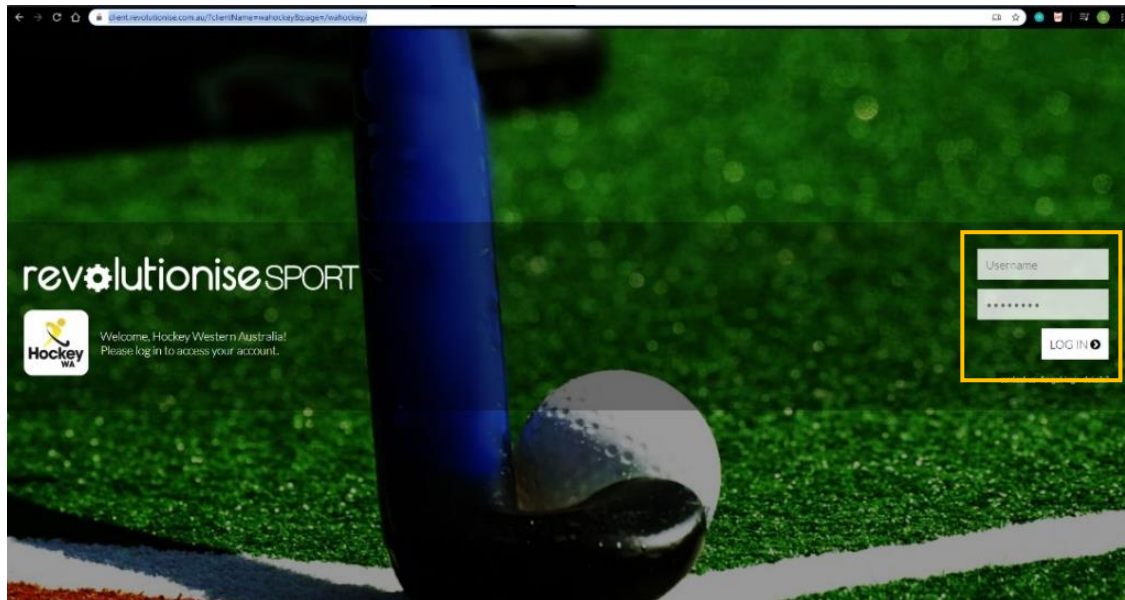 client.revolutionise.com.au/?clientName=wahockey&page=/wahockey/
revolutioniseSPORT
Hockey
WA
Welcome, Hockey Western Australia!
Please log in to access your account.
Username
••••••••
LOG IN